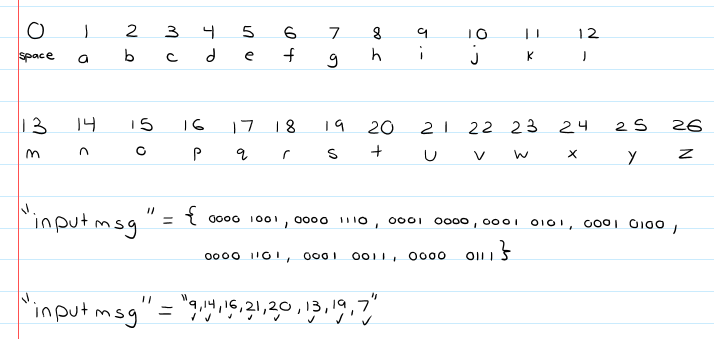 0 1 2 3 4 5 6 7 8 9 10 11 12
space a b c d e f g h i j k l
13 14 15 16 17 18 19 20 21 22 23 24 25 26
m n o p q r s t u v w x y z
"input msg" = { 0000 1001, 0000 1110, 0001 0000, 0001 0101, 0001 0100,
0000 1101, 0001 0011, 0000 0111 }
"input msg" = "9,14,16,21,20,13,19,7"